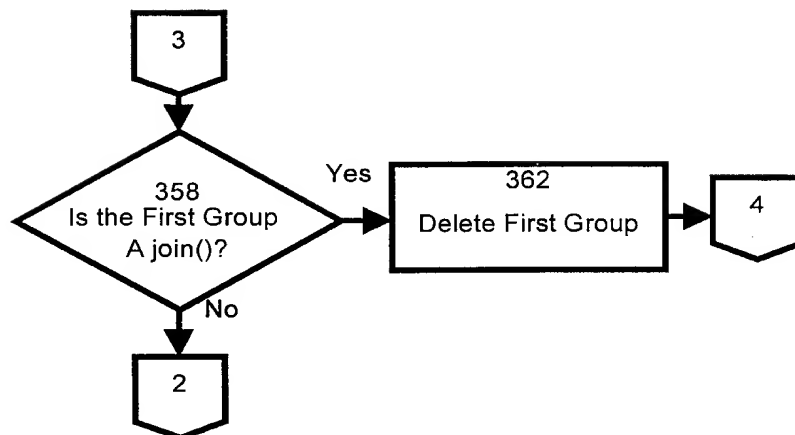 3
358
Is the First Group
A join()?
Yes
362
Delete First Group
4
No
2